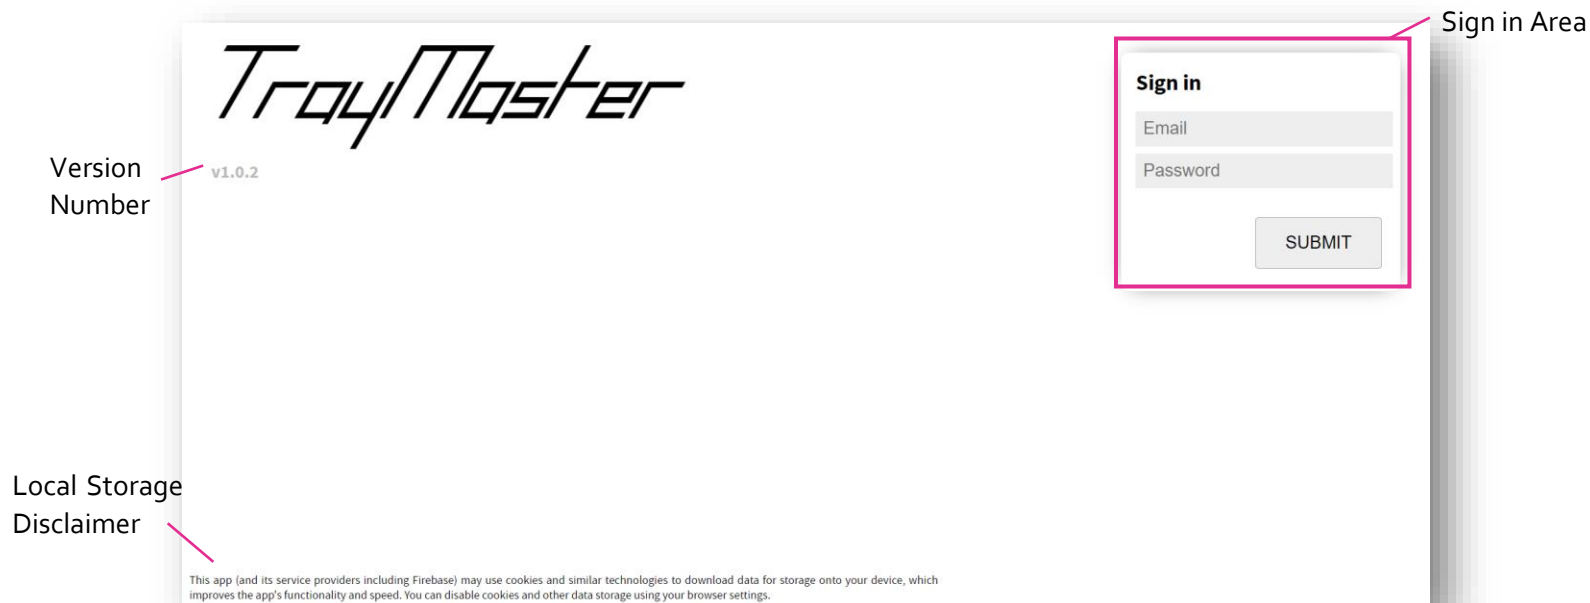 Sign in Area
TrayMaster
Sign in
Email
Version
Number
v1.0.2
Password
SUBMIT
Local Storage
Disclaimer
This app (and its service providers including Firebase) may use cookies and similar technologies to download data for storage onto your device, which
improves the app's functionality and speed. You can disable cookies and other data storage using your browser settings.